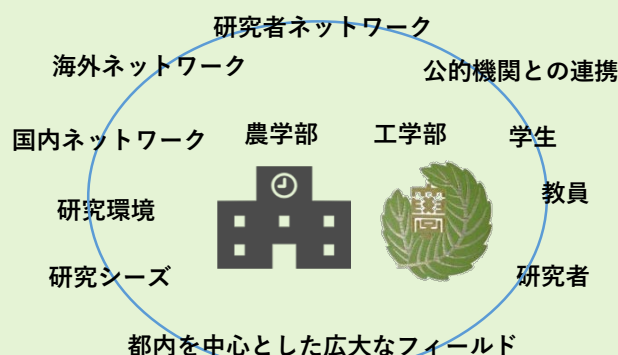 研究者ネットワーク
海外ネットワーク
公的機関との連携
国内ネットワーク
農学部
工学部
学生
研究環境
教員
研究シーズ
研究者
都内を中心とした広大なフィールド